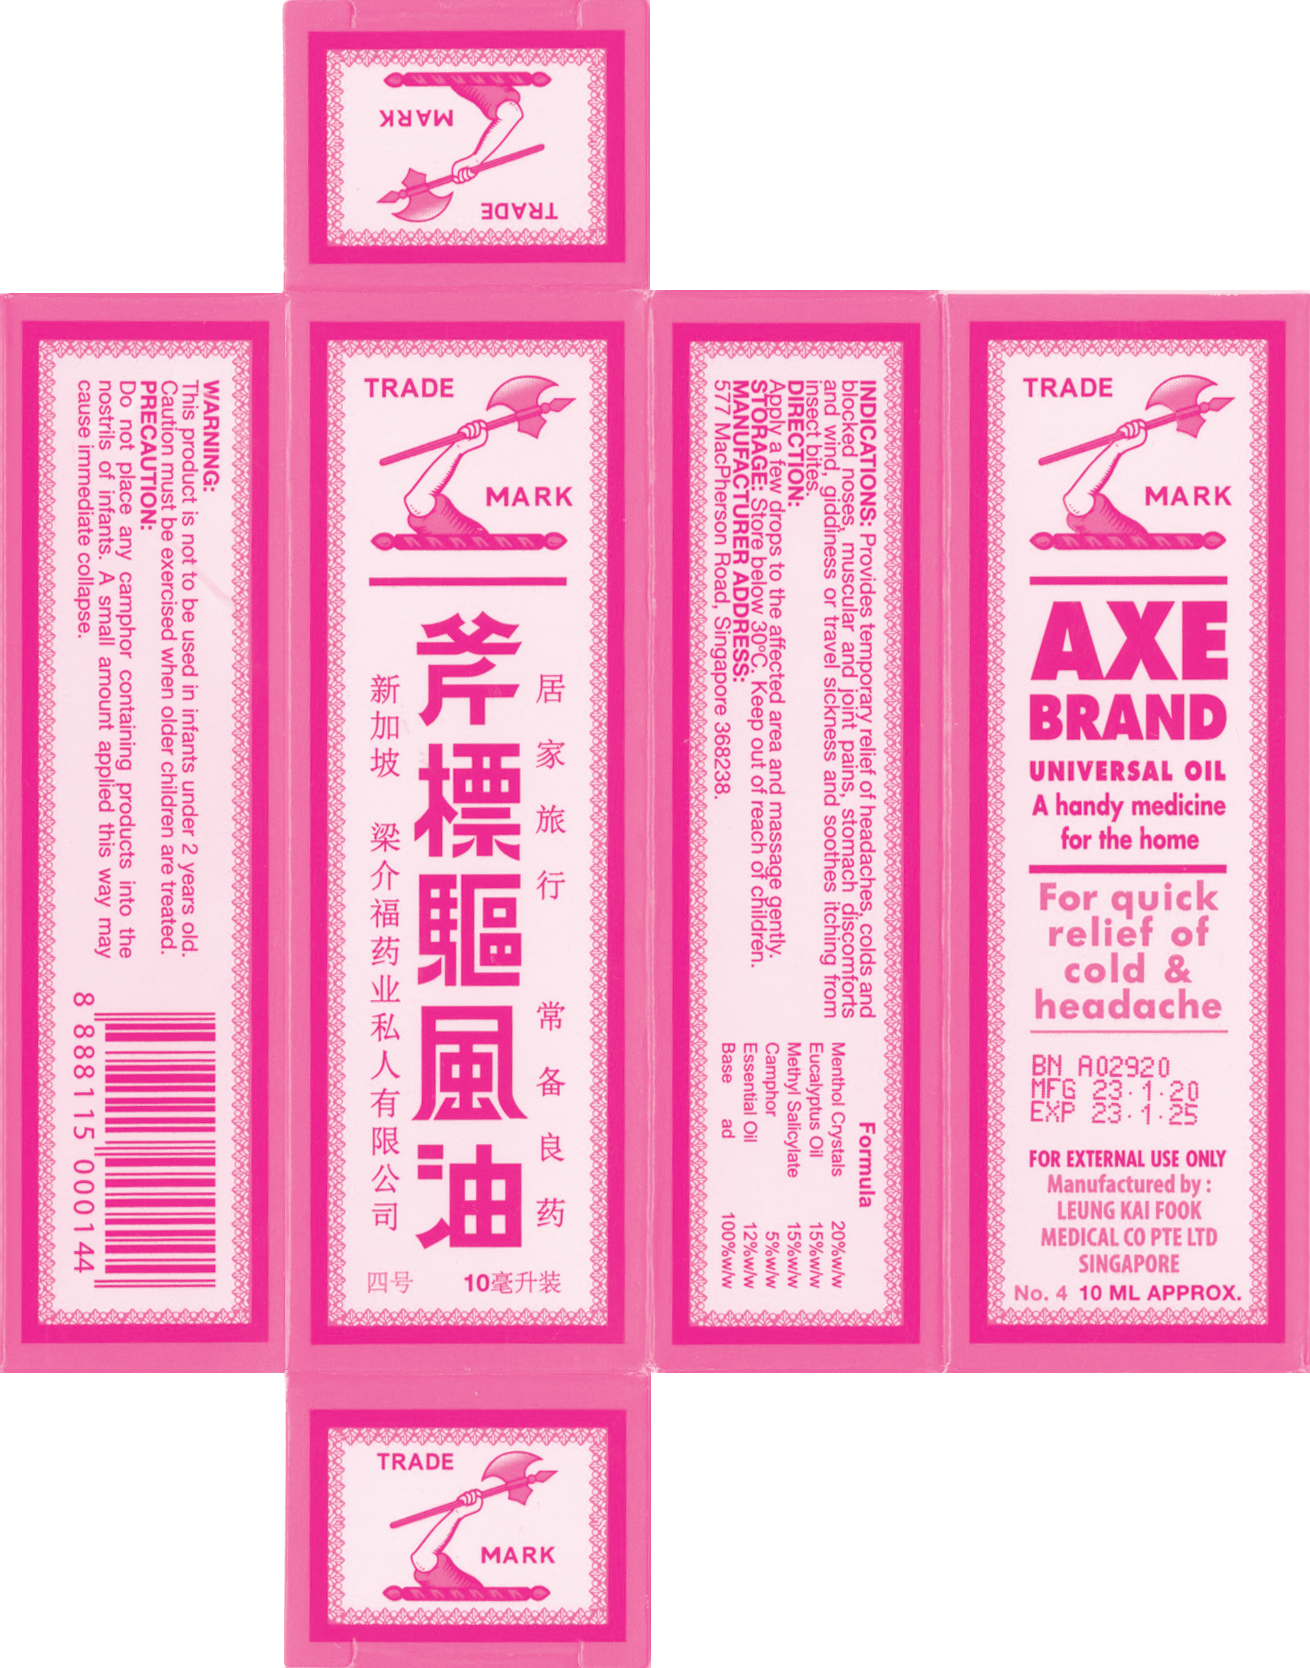 TRADE
MARK
WARNING:
This product is not to be used in infants under 2 years old.
Caution must be exercised when older children are treated.
PRECAUTION:
Do not place any camphor containing products into the
nostrils of infants. A small amount applied this way may
cause immediate collapse.
8 888115 000144
TRADE
MARK
居家旅行 常备良药
斧標驅風油
新加坡 梁介福药业私人有限公司
四号 10毫升装
INDICATIONS: Provides temporary relief of headaches, colds and
blocked noses, muscular and joint pains, stomach discomforts
and wind, giddiness or travel sickness and soothes itching from
insect bites.
DIRECTION:
Apply a few drops to the affected area and massage gently.
STORAGE: Store below 30°C. Keep out of reach of children.
MANUFACTURER ADDRESS:
577 MacPherson Road, Singapore 368238.
Formula
Menthol Crystals 20%w/w
Eucalyptus Oil 15%w/w
Methyl Salicylate 15%w/w
Camphor 5%w/w
Essential Oil 12%w/w
Base ad 100%w/w
TRADE
MARK
AXE
BRAND
UNIVERSAL OIL
A handy medicine
for the home
For quick
relief of
cold &
headache
BN A02920
MFG 23·1·20
EXP 23·1·25
FOR EXTERNAL USE ONLY
Manufactured by :
LEUNG KAI FOOK
MEDICAL CO PTE LTD
SINGAPORE
No. 4 10 ML APPROX.
TRADE
MARK